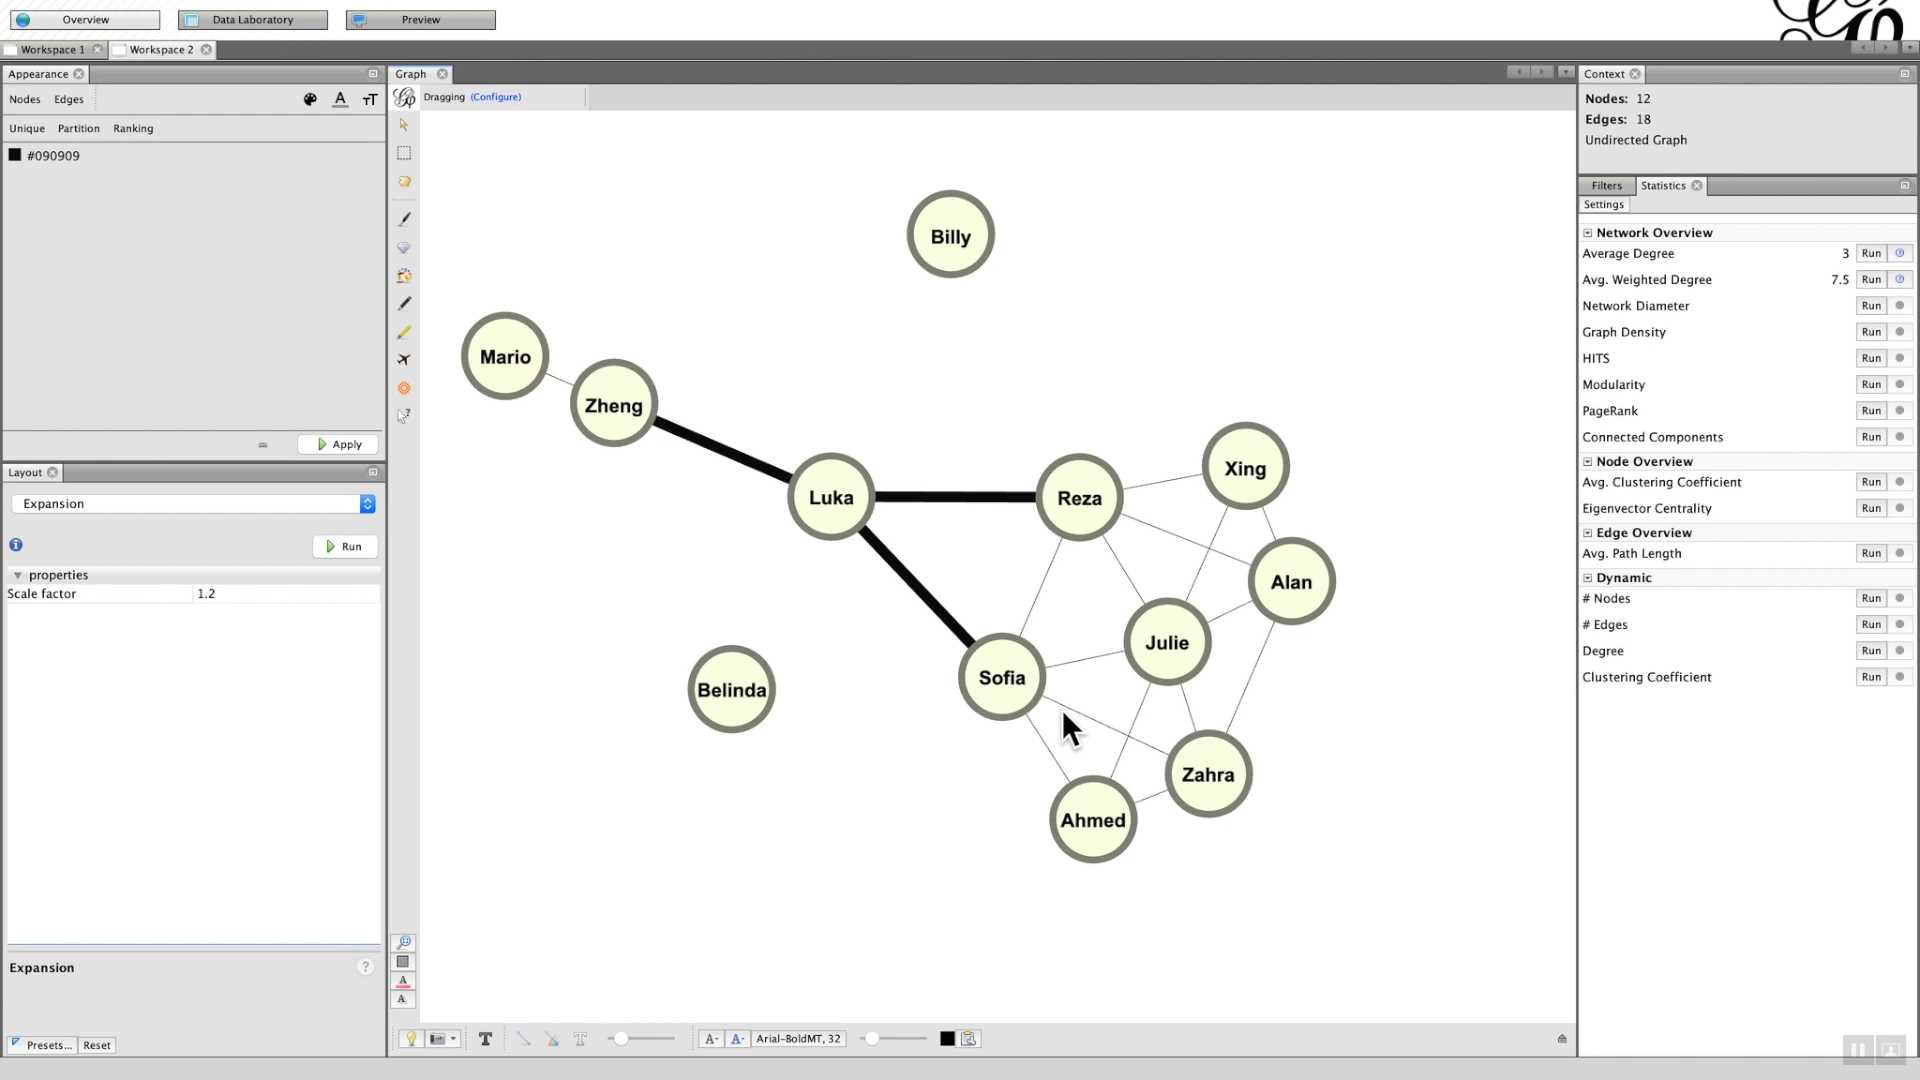 Overview
Data Laboratory
Preview
Workspace 1
Workspace 2
Appearance
Nodes Edges
Unique Partition Ranking
#090909
Apply
Layout
Expansion
Run
properties
Scale factor 1.2
Expansion
?
Presets... Reset
Graph
Dragging (Configure)
Billy
Mario
Zheng
Luka
Reza
Xing
Alan
Julie
Sofia
Belinda
Zahra
Ahmed
Arial-BoldMT, 32
Context
Nodes: 12
Edges: 18
Undirected Graph
Filters Statistics
Settings
Network Overview
Average Degree 3 Run
Avg. Weighted Degree 7.5 Run
Network Diameter Run
Graph Density Run
HITS Run
Modularity Run
PageRank Run
Connected Components Run
Node Overview
Avg. Clustering Coefficient Run
Eigenvector Centrality Run
Edge Overview
Avg. Path Length Run
Dynamic
# Nodes Run
# Edges Run
Degree Run
Clustering Coefficient Run